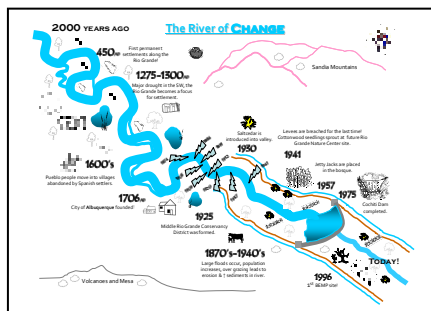 2000 YEARS AGO
The River of CHANGE
450AD
First permanent
settlements along the
Rio Grande!
1275-1300AD
Major drought in the SW, the
Rio Grande becomes a focus
for settlement.
Sandia Mountains
Saltcedar is
introduced into valley.
1930
Levees are breached for the last time!
Cottonwood seedlings sprout at future Rio
Grande Nature Center site.
1941
Jetty Jacks are placed
in the bosque.
1957
1975
Cochiti Dam
completed.
1600's
Pueblo people move into villages
abandoned by Spanish settlers.
1706AD
City of Albuquerque founded!
1925
Middle Rio Grande Conservancy
District was formed.
1870's-1940's
Large floods occur, population
increases, over grazing leads to
erosion & ↑ sediments in river.
TODAY!
1996
1st BEMP site!
Volcanoes and Mesa